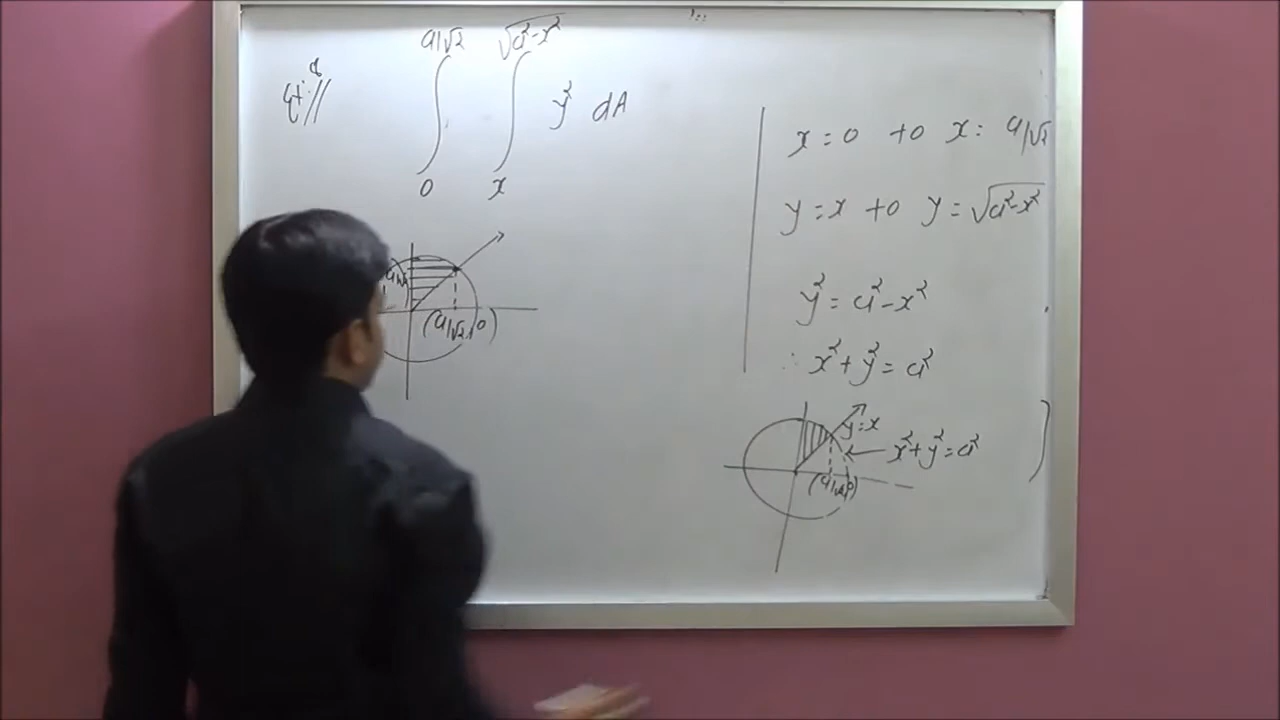 a/√2 √a²-x²
∫ ∫ y² dA
0 x
x=0 to x= a/√2
y=x to y=√a²-x²
y²=a²-x²
∴ x²+y²=a²
(a/√2,0)
y=x
x²+y²=a²
(a/√2,0)